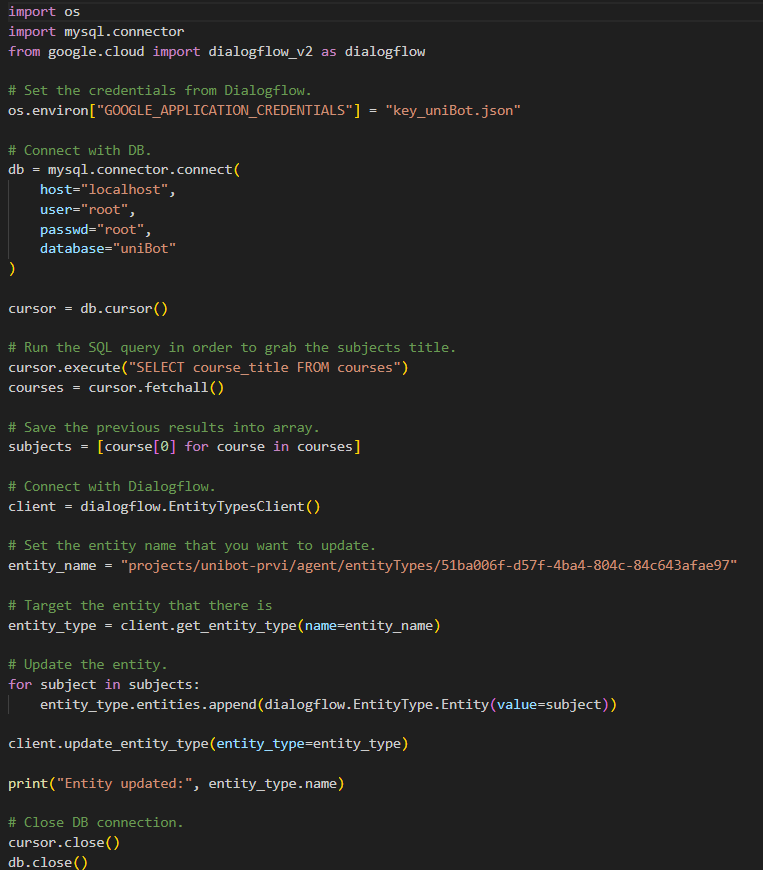 import os
import mysql.connector
from google.cloud import dialogflow_v2 as dialogflow

# Set the credentials from Dialogflow.
os.environ["GOOGLE_APPLICATION_CREDENTIALS"] = "key_uniBot.json"

# Connect with DB.
db = mysql.connector.connect(
    host="localhost",
    user="root",
    passwd="root",
    database="uniBot"
)

cursor = db.cursor()

# Run the SQL query in order to grab the subjects title.
cursor.execute("SELECT course_title FROM courses")
courses = cursor.fetchall()

# Save the previous results into array.
subjects = [course[0] for course in courses]

# Connect with Dialogflow.
client = dialogflow.EntityTypesClient()

# Set the entity name that you want to update.
entity_name = "projects/unibot-prvi/agent/entityTypes/51ba006f-d57f-4ba4-804c-84c643afae97"

# Target the entity that there is
entity_type = client.get_entity_type(name=entity_name)

# Update the entity.
for subject in subjects:
    entity_type.entities.append(dialogflow.EntityType.Entity(value=subject))

client.update_entity_type(entity_type=entity_type)

print("Entity updated:", entity_type.name)

# Close DB connection.
cursor.close()
db.close()